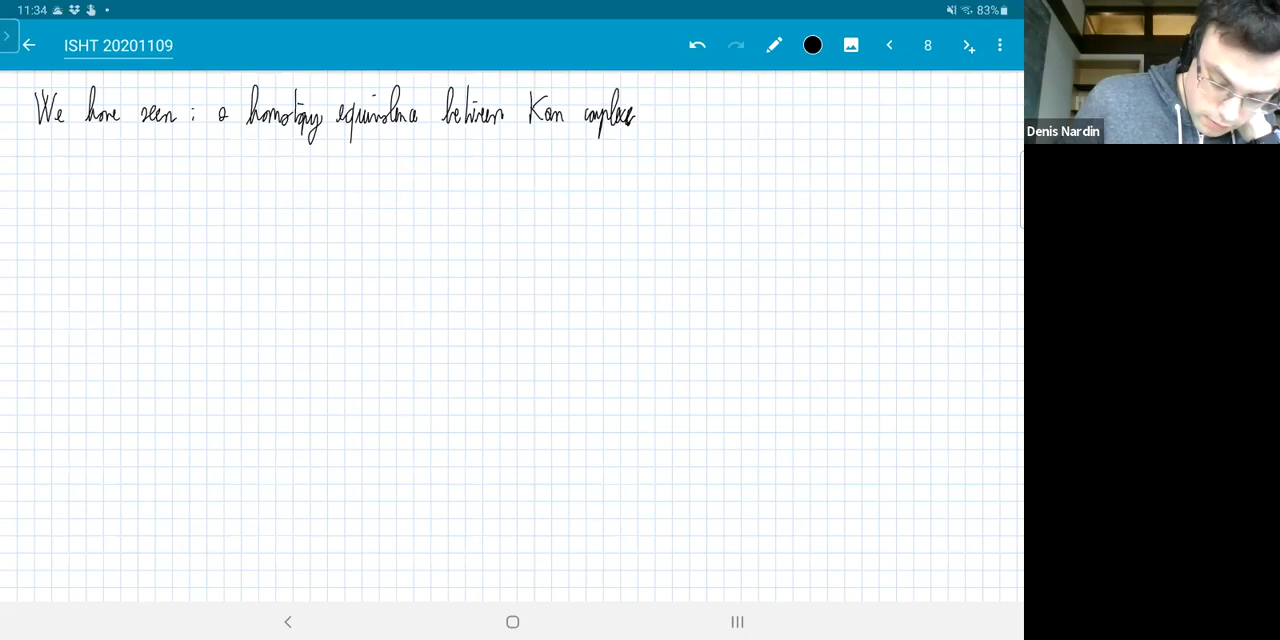 11:34
83%
ISHT 20201109
8
We have seen : a homotopy equivalence between Kan complexes
Denis Nardin